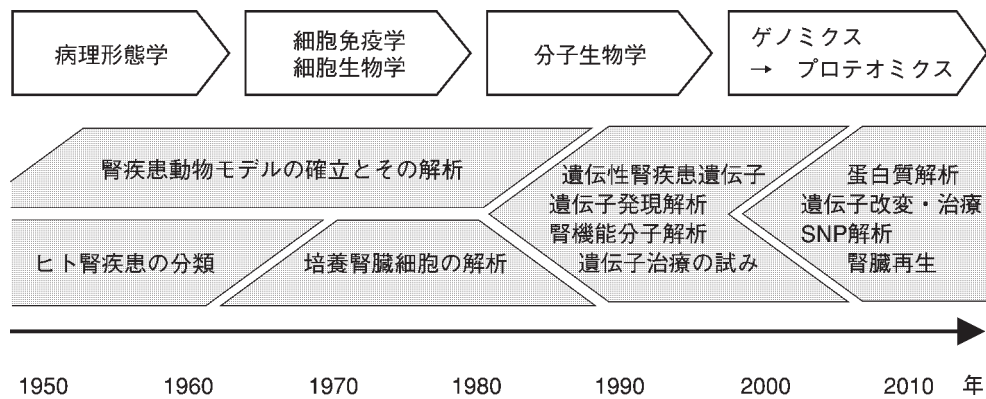 病理形態学
細胞免疫学
細胞生物学
分子生物学
ゲノミクス
→ プロテオミクス
腎疾患動物モデルの確立とその解析
ヒト腎疾患の分類
培養腎臓細胞の解析
遺伝性腎疾患遺伝子
遺伝子発現解析
腎機能分子解析
遺伝子治療の試み
蛋白質解析
遺伝子改変・治療
SNP解析
腎臓再生
1950 1960 1970 1980 1990 2000 2010 年